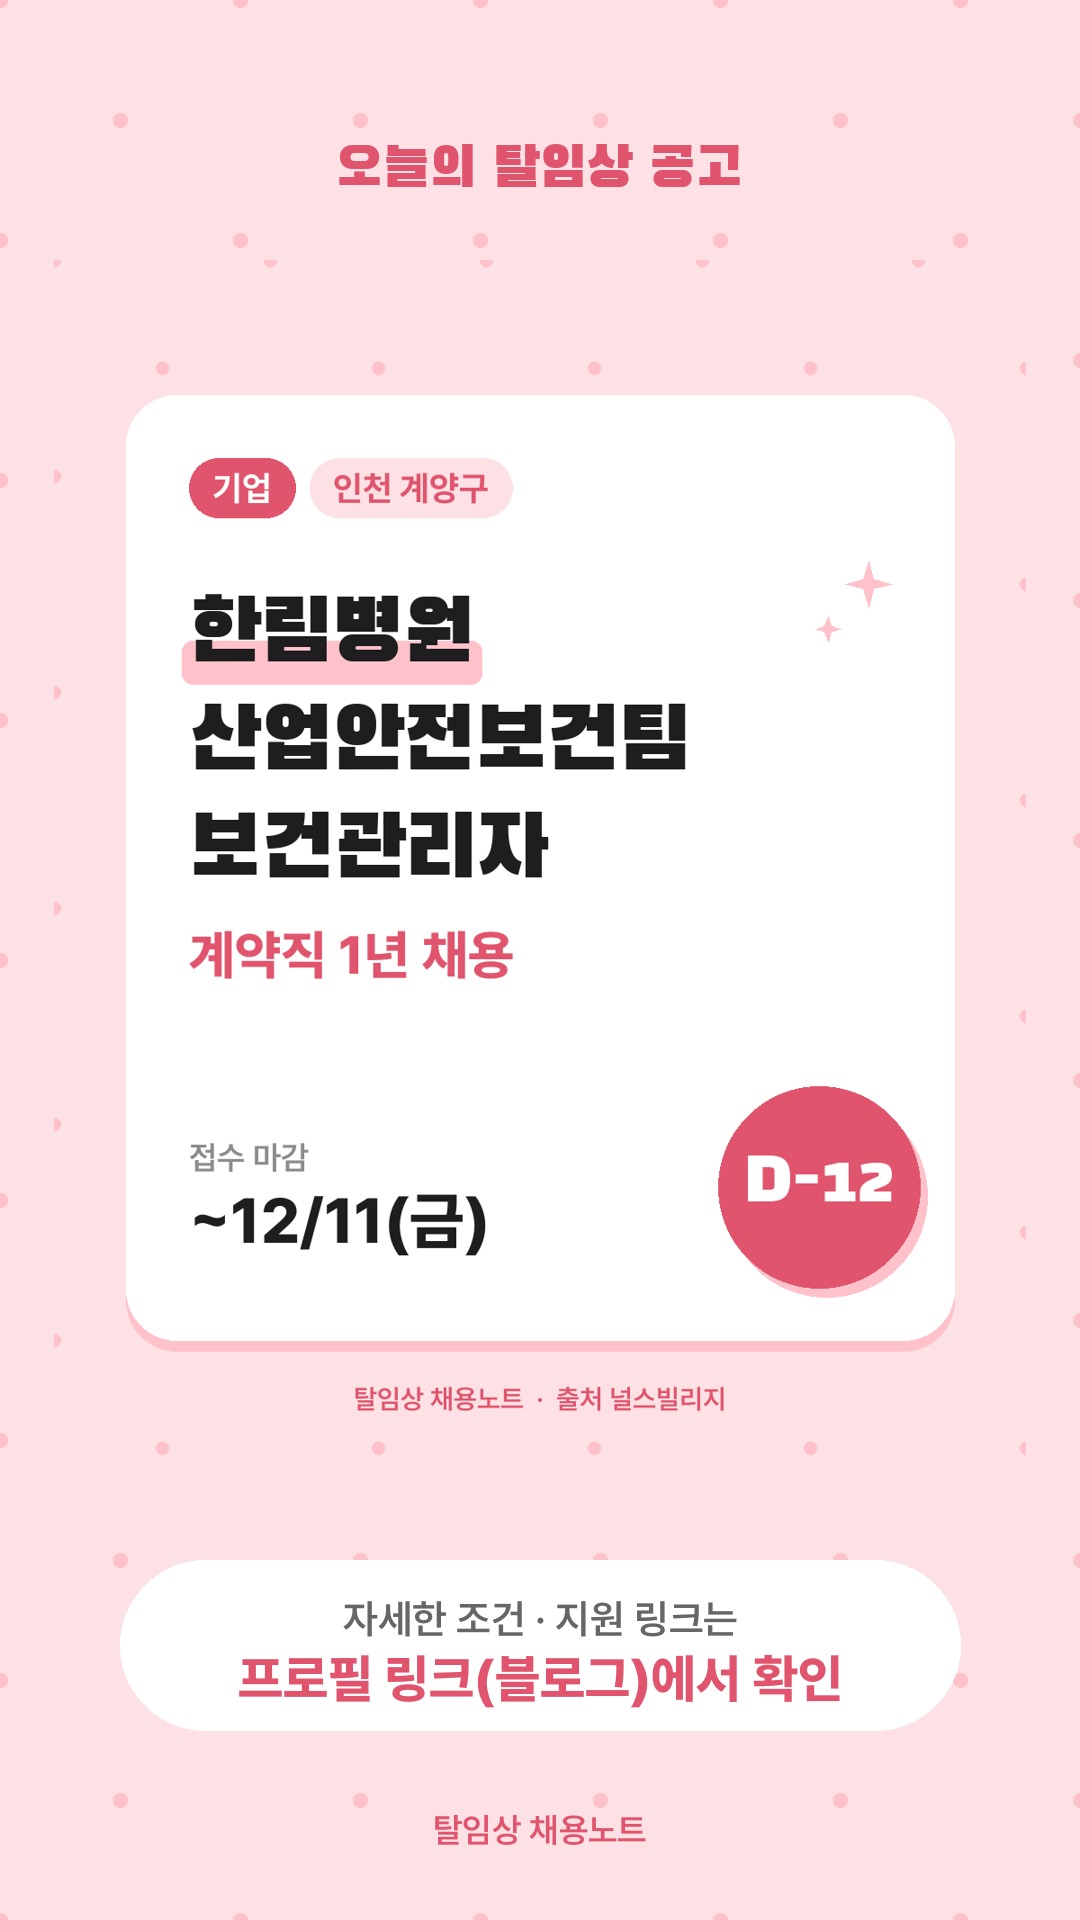 오늘의 탈임상 공고
기업
인천 계양구
한림병원
산업안전보건팀
보건관리자
계약직 1년 채용
접수 마감
~12/11(금)
D-12
탈임상 채용노트 · 출처 널스빌리지
자세한 조건 · 지원 링크는
프로필 링크(블로그)에서 확인
탈임상 채용노트